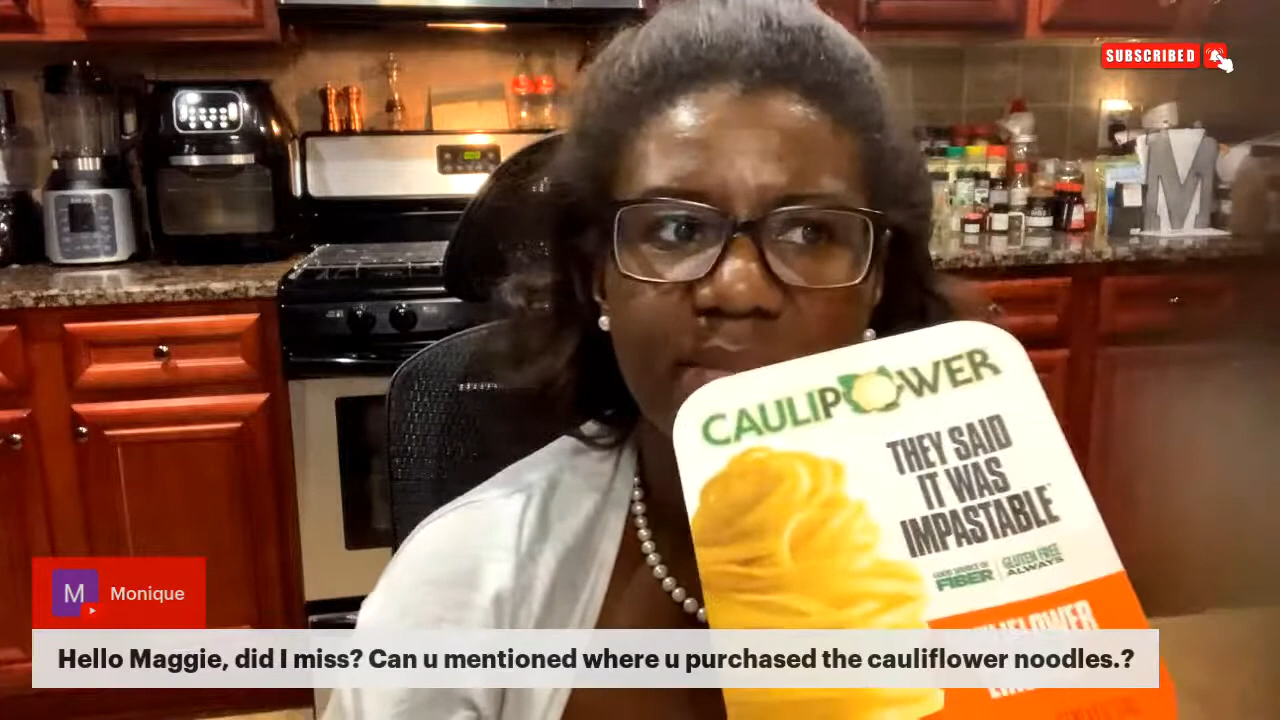 SUBSCRIBED
CAULIPOWER
THEY SAID
IT WAS
IMPASTABLE
GOOD SOURCE OF
FIBER
GLUTEN FREE
ALWAYS
M
M
Monique
Hello Maggie, did I miss? Can u mentioned where u purchased the cauliflower noodles.?